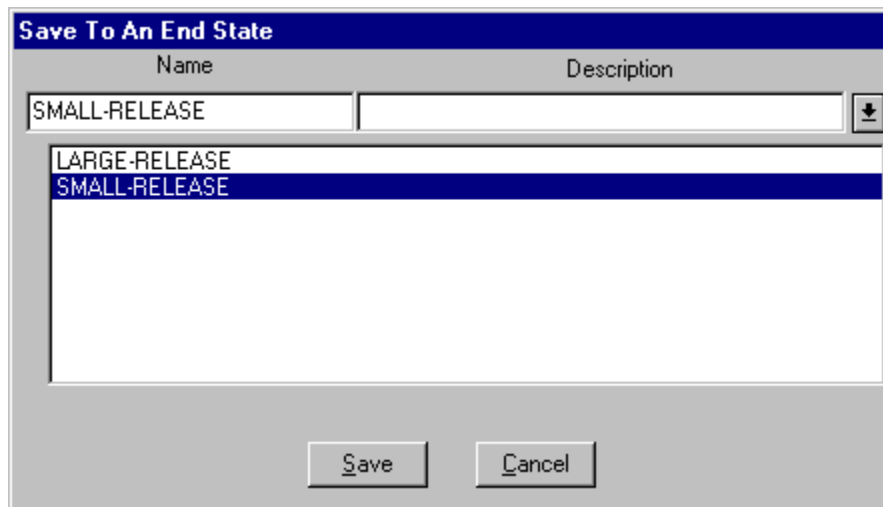 Save To An End State
Name Description
SMALL-RELEASE
LARGE-RELEASE
SMALL-RELEASE
Save Cancel